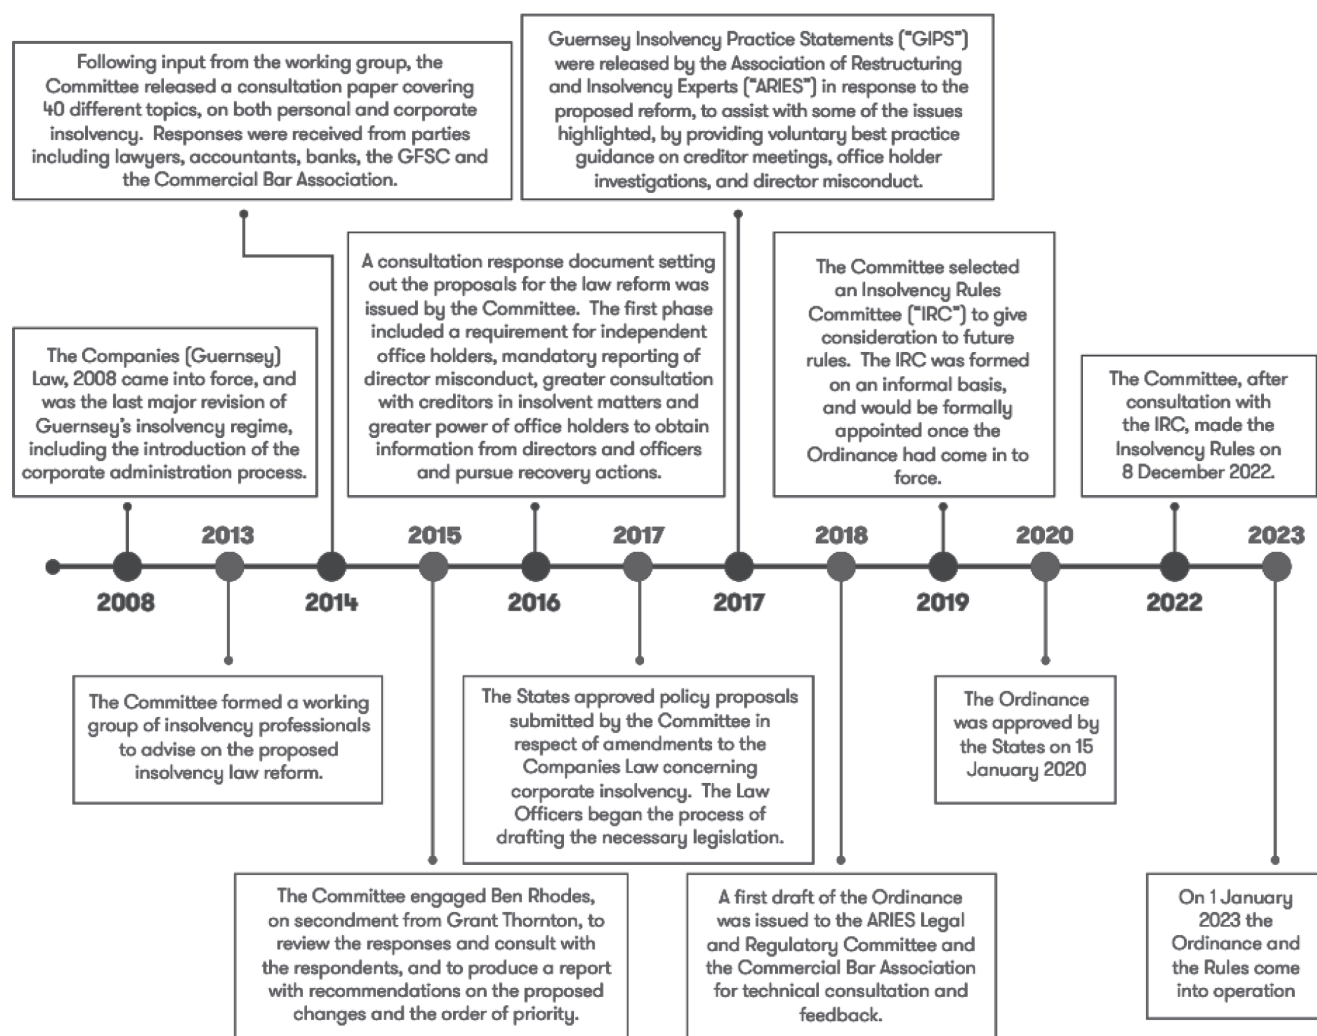 Following input from the working group, the
Committee released a consultation paper covering
40 different topics, on both personal and corporate
insolvency.  Responses were received from parties
including lawyers, accountants, banks, the GFSC and
the Commercial Bar Association.
Guernsey Insolvency Practice Statements ("GIPS")
were released by the Association of Restructuring
and Insolvency Experts ("ARIES") in response to the
proposed reform, to assist with some of the issues
highlighted, by providing voluntary best practice
guidance on creditor meetings, office holder
investigations, and director misconduct.
The Companies (Guernsey)
Law, 2008 came into force, and
was the last major revision of
Guernsey's insolvency regime,
including the introduction of the
corporate administration process.
A consultation response document setting
out the proposals for the law reform was
issued by the Committee.  The first phase
included a requirement for independent
office holders, mandatory reporting of
director misconduct, greater consultation
with creditors in insolvent matters and
greater power of office holders to obtain
information from directors and officers
and pursue recovery actions.
The Committee selected
an Insolvency Rules
Committee ("IRC") to give
consideration to future
rules.  The IRC was formed
on an informal basis,
and would be formally
appointed once the
Ordinance had come in to
force.
The Committee, after
consultation with
the IRC, made the
Insolvency Rules on
8 December 2022.
2013
2015
2017
2018
2020
2023
2008
2014
2016
2017
2019
2022
The Committee formed a working
group of insolvency professionals
to advise on the proposed
insolvency law reform.
The States approved policy proposals
submitted by the Committee in
respect of amendments to the
Companies Law concerning
corporate insolvency.  The Law
Officers began the process of
drafting the necessary legislation.
The Ordinance
was approved by
the States on 15
January 2020
The Committee engaged Ben Rhodes,
on secondment from Grant Thornton, to
review the responses and consult with
the respondents, and to produce a report
with recommendations on the proposed
changes and the order of priority.
A first draft of the Ordinance
was issued to the ARIES Legal
and Regulatory Committee and
the Commercial Bar Association
for technical consultation and
feedback.
On 1 January
2023 the
Ordinance and
the Rules come
into operation